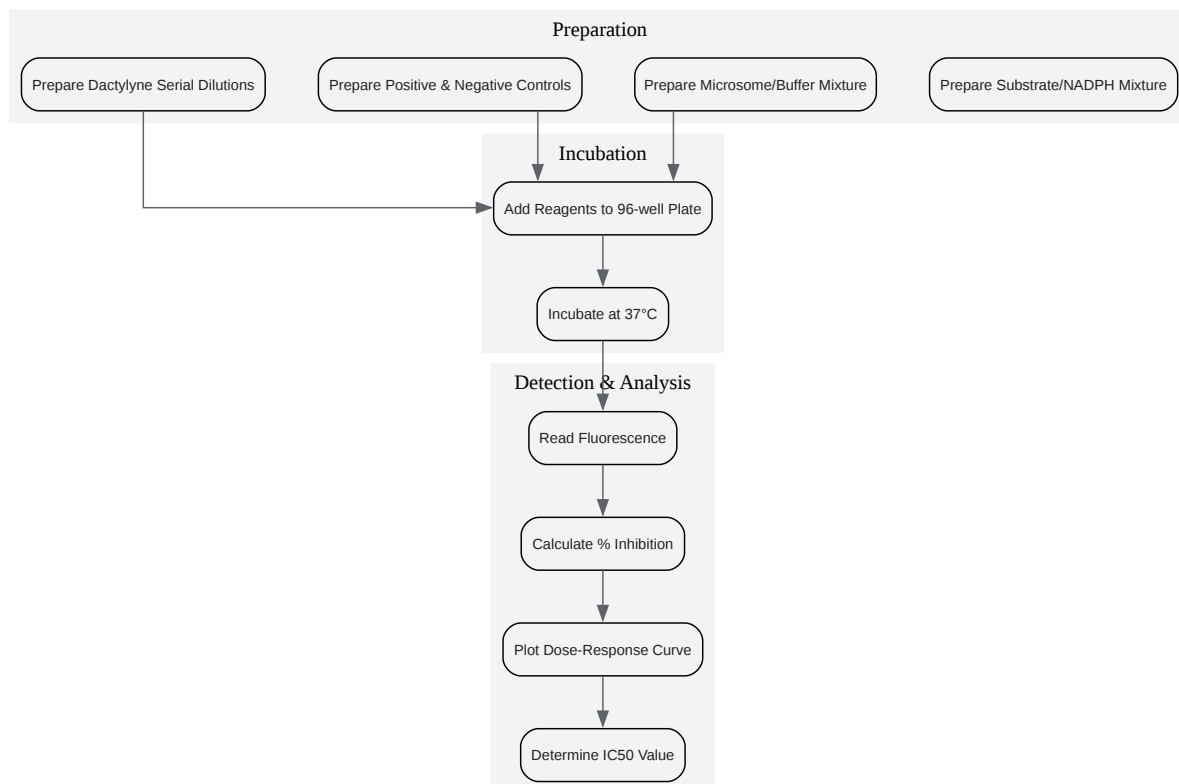 Preparation
Prepare Dactylyne Serial Dilutions
Prepare Positive & Negative Controls
Prepare Microsome/Buffer Mixture
Prepare Substrate/NADPH Mixture
Incubation
Add Reagents to 96-well Plate
Incubate at 37°C
Detection & Analysis
Read Fluorescence
Calculate % Inhibition
Plot Dose-Response Curve
Determine IC50 Value